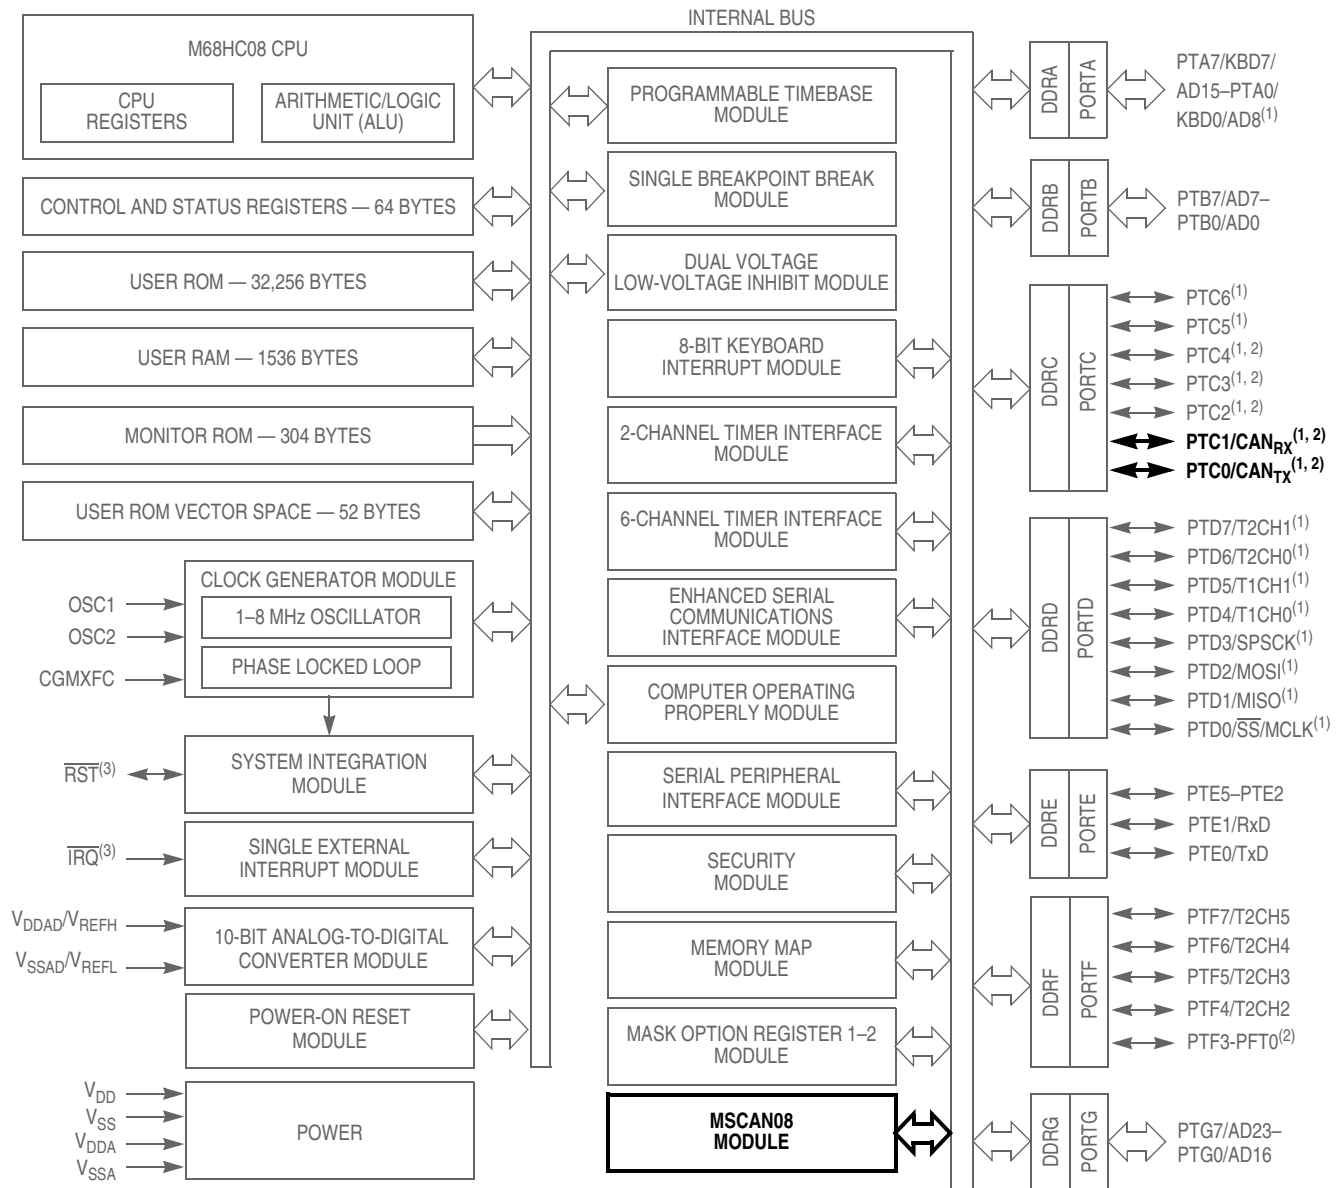 INTERNAL BUS
M68HC08 CPU
CPU
REGISTERS
ARITHMETIC/LOGIC
UNIT (ALU)
CONTROL AND STATUS REGISTERS — 64 BYTES
USER ROM — 32,256 BYTES
USER RAM — 1536 BYTES
MONITOR ROM — 304 BYTES
USER ROM VECTOR SPACE — 52 BYTES
CLOCK GENERATOR MODULE
1–8 MHz OSCILLATOR
PHASE LOCKED LOOP
OSC1
OSC2
CGMXFC
SYSTEM INTEGRATION
MODULE
RST(3)
SINGLE EXTERNAL
INTERRUPT MODULE
IRQ(3)
10-BIT ANALOG-TO-DIGITAL
CONVERTER MODULE
VDDAD/VREFH
VSSAD/VREFL
POWER-ON RESET
MODULE
POWER
VDD
VSS
VDDA
VSSA
PROGRAMMABLE TIMEBASE
MODULE
SINGLE BREAKPOINT BREAK
MODULE
DUAL VOLTAGE
LOW-VOLTAGE INHIBIT MODULE
8-BIT KEYBOARD
INTERRUPT MODULE
2-CHANNEL TIMER INTERFACE
MODULE
6-CHANNEL TIMER INTERFACE
MODULE
ENHANCED SERIAL
COMMUNICATIONS
INTERFACE MODULE
COMPUTER OPERATING
PROPERLY MODULE
SERIAL PERIPHERAL
INTERFACE MODULE
SECURITY
MODULE
MEMORY MAP
MODULE
MASK OPTION REGISTER 1–2
MODULE
MSCAN08
MODULE
DDRA
PORTA
PTA7/KBD7/
AD15–PTA0/
KBD0/AD8(1)
DDRB
PORTB
PTB7/AD7–
PTB0/AD0
DDRC
PORTC
PTC6(1)
PTC5(1)
PTC4(1, 2)
PTC3(1, 2)
PTC2(1, 2)
PTC1/CANRX(1, 2)
PTC0/CANTX(1, 2)
DDRD
PORTD
PTD7/T2CH1(1)
PTD6/T2CH0(1)
PTD5/T1CH1(1)
PTD4/T1CH0(1)
PTD3/SPSCK(1)
PTD2/MOSI(1)
PTD1/MISO(1)
PTD0/SS/MCLK(1)
DDRE
PORTE
PTE5–PTE2
PTE1/RxD
PTE0/TxD
DDRF
PORTF
PTF7/T2CH5
PTF6/T2CH4
PTF5/T2CH3
PTF4/T2CH2
PTF3-PFT0(2)
DDRG
PORTG
PTG7/AD23–
PTG0/AD16